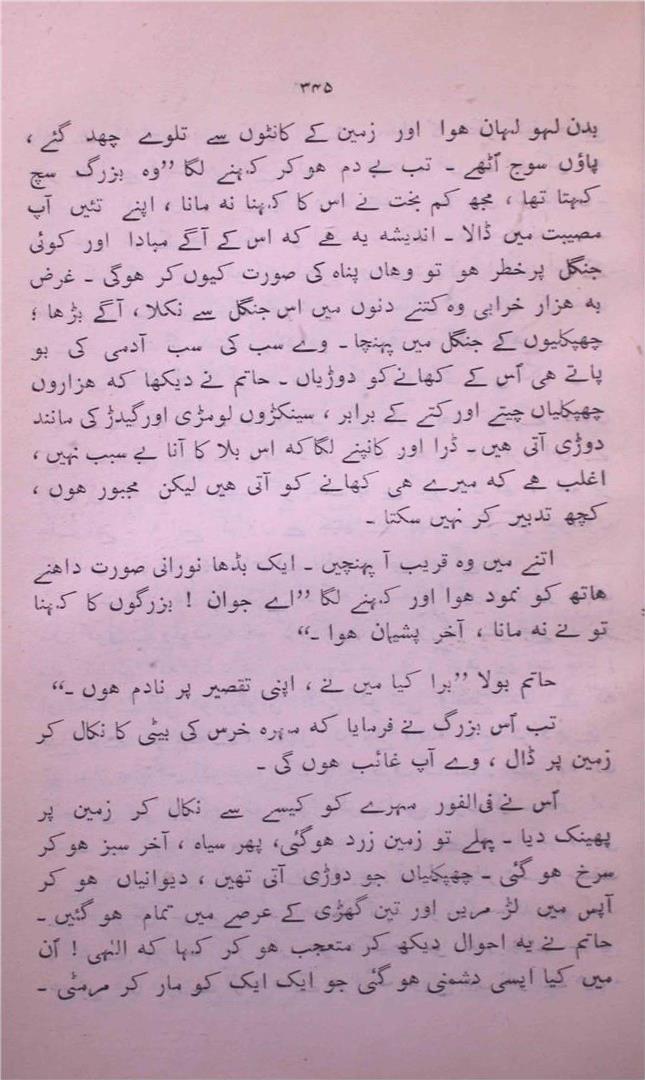 ۳۴۵
بدن لہو لہان ہوا اور زمین کے کانٹوں سے تلوے چھد گئے ،
پاؤں سوج اُٹھے ۔ تب بے دم ہو کر کہنے لگا ”وہ بزرگ سچ
کہتا تھا ، مجھ کم بخت نے اس کا کہنا نہ مانا ، اپنے تئیں آپ
مصیبت میں ڈالا ۔ اندیشہ یہ ہے کہ اس کے آگے مبادا اور کوئی
جنگل پر خطر ہو تو وہاں پناہ کی صورت کیوں کر ہوگی ۔ غرض
بہ ہزار خرابی وہ کتنے دنوں میں اس جنگل سے نکلا ، آگے بڑھا ؛
چھپکلیوں کے جنگل میں پہنچا ۔ وے سب کی سب آدمی کی بو
پاتے ہی اُس کے کھانے کو دوڑیاں ۔ حاتم نے دیکھا کہ ہزاروں
چھپکلیاں چیتے اور کتے کے برابر ، سینکڑوں لومڑی اور گیدڑ کی مانند
دوڑی آتی ہیں ۔ ڈرا اور کانپنے لگا کہ اس بلا کا آنا بے سبب نہیں ،
اغلب ہے کہ میرے ہی کھانے کو آتی ہیں لیکن مجبور ہوں ،
کچھ تدبیر کر نہیں سکتا ۔
اتنے میں وہ قریب آ پہنچیں ۔ ایک بڈھا نورانی صورت داہنے
ہاتھ کو نمود ہوا اور کہنے لگا ”اے جوان ! بزرگوں کا کہنا
تو نے نہ مانا ، آخر پشیمان ہوا ۔“
حاتم بولا ”برا کیا میں نے ، اپنی تقصیر پر نادم ہوں ۔“
تب اُس بزرگ نے فرمایا کہ مہرہ خرس کی بیٹی کا نکال کر
زمین پر ڈال ، وے آپ غائب ہوں گی ۔
اُس نے فی الفور مہرے کو کیسے سے نکال کر زمین پر
پھینک دیا ۔ پہلے تو زمین زرد ہوگئی، پھر سیاہ ، آخر سبز ہو کر
سرخ ہو گئی ۔ چھپکلیاں جو دوڑی آتی تھیں ، دیوانیاں ہو کر
آپس میں لڑ مریں اور تین گھڑی کے عرصے میں تمام ہو گئیں ۔
حاتم نے یہ احوال دیکھ کر متعجب ہو کر کہا کہ الٰہی ! اُن
میں کیا ایسی دشمنی ہو گئی جو ایک ایک کو مار کر مرمٹی ۔